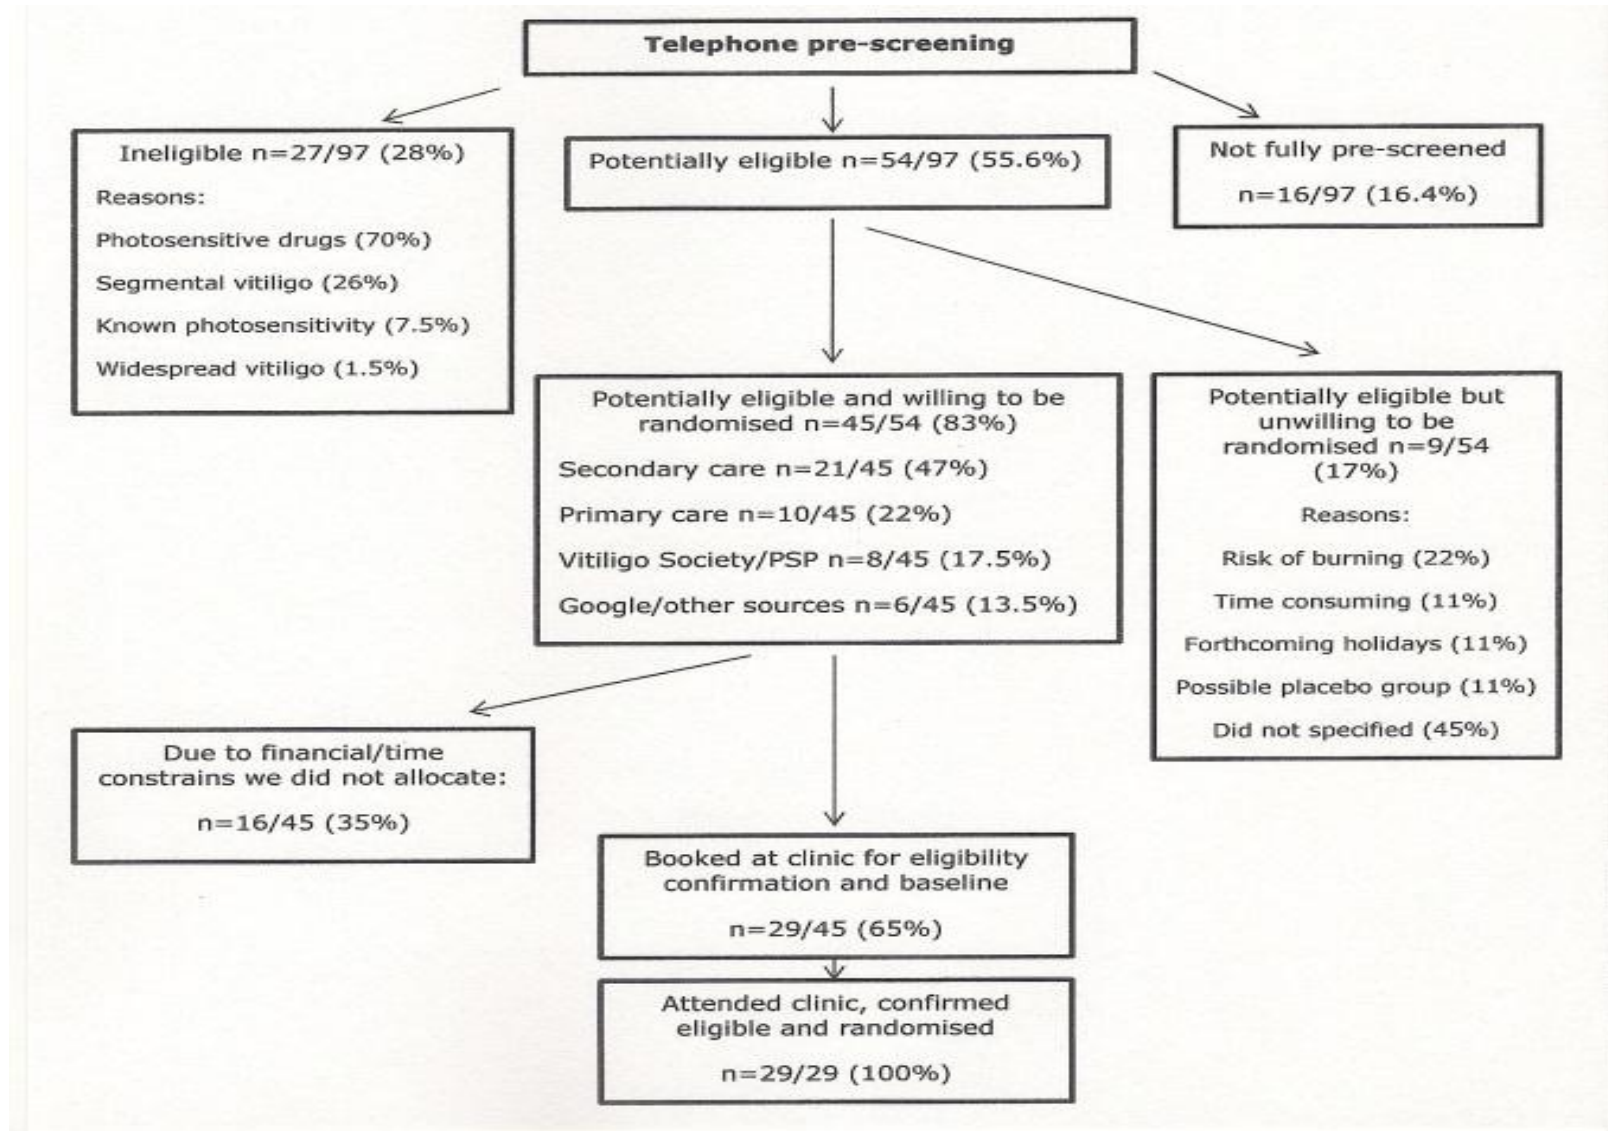 Telephone pre-screening
Ineligible n=27/97 (28%)
Reasons:
Photosensitive drugs (70%)
Segmental vitiligo (26%)
Known photosensitivity (7.5%)
Widespread vitiligo (1.5%)
Potentially eligible n=54/97 (55.6%)
Not fully pre-screened
n=16/97 (16.4%)
Potentially eligible and willing to be
randomised n=45/54 (83%)
Secondary care n=21/45 (47%)
Primary care n=10/45 (22%)
Vitiligo Society/PSP n=8/45 (17.5%)
Google/other sources n=6/45 (13.5%)
Potentially eligible but
unwilling to be
randomised n=9/54
(17%)
Reasons:
Risk of burning (22%)
Time consuming (11%)
Forthcoming holidays (11%)
Possible placebo group (11%)
Did not specified (45%)
Due to financial/time
constrains we did not allocate:
n=16/45 (35%)
Booked at clinic for eligibility
confirmation and baseline
n=29/45 (65%)
Attended clinic, confirmed
eligible and randomised
n=29/29 (100%)